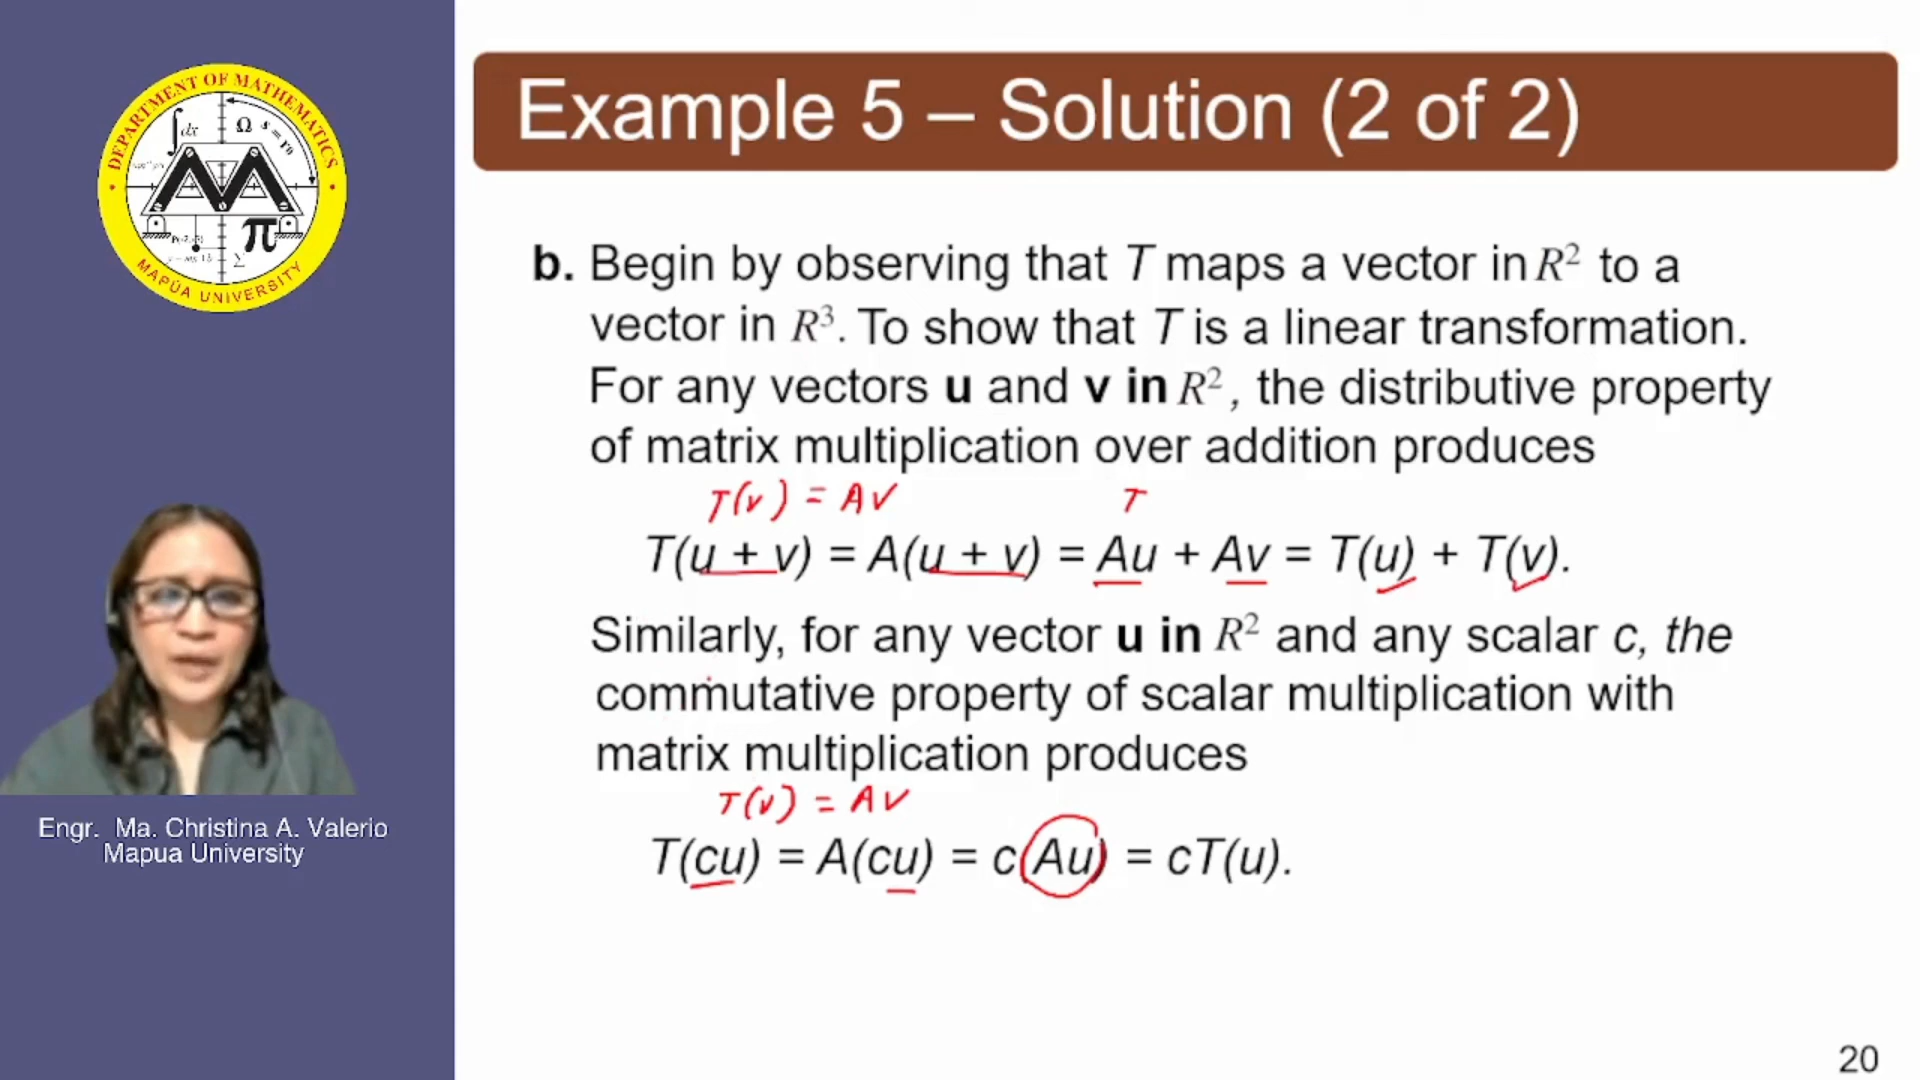 DEPARTMENT OF MATHEMATICS
∫dx Ω s = rθ
π
Σ
MAPÚA UNIVERSITY
Example 5 – Solution (2 of 2)
b. Begin by observing that T maps a vector in R² to a
vector in R³. To show that T is a linear transformation.
For any vectors u and v in R², the distributive property
of matrix multiplication over addition produces
T(v) = Av T
T(u + v) = A(u + v) = Au + Av = T(u) + T(v).
Similarly, for any vector u in R² and any scalar c, the
commutative property of scalar multiplication with
matrix multiplication produces
T(v) = Av
T(cu) = A(cu) = c(Au) = cT(u).
Engr. Ma. Christina A. Valerio
Mapua University
20